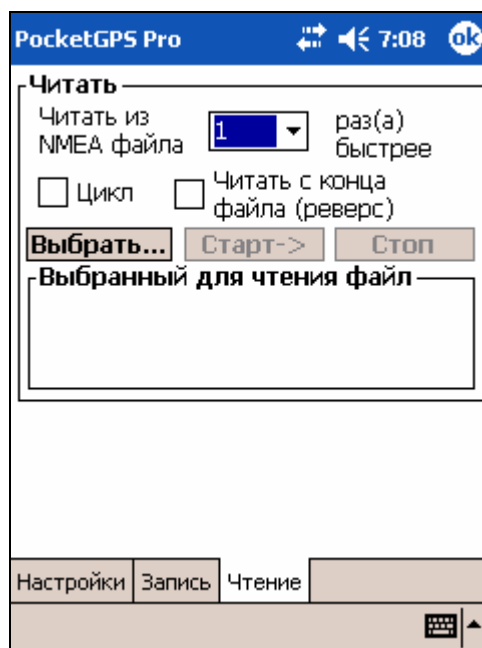 PocketGPS Pro 7:08 ok
Читать
Читать из
NMEA файла
1
раз(а)
быстрее
Цикл
Читать с конца
файла (реверс)
Выбрать... Старт-> Стоп
Выбранный для чтения файл
Настройки Запись Чтение